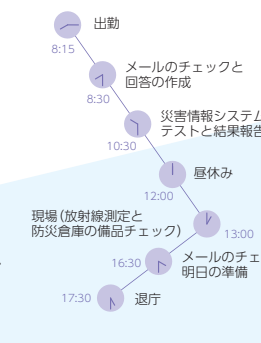 出勤
8:15
メールのチェックと
回答の作成
8:30
災害情報システム
テストと結果報告
10:30
昼休み
12:00
現場(放射線測定と
防災倉庫の備品チェック)
13:00
メールのチェ
明日の準備
16:30
退庁
17:30